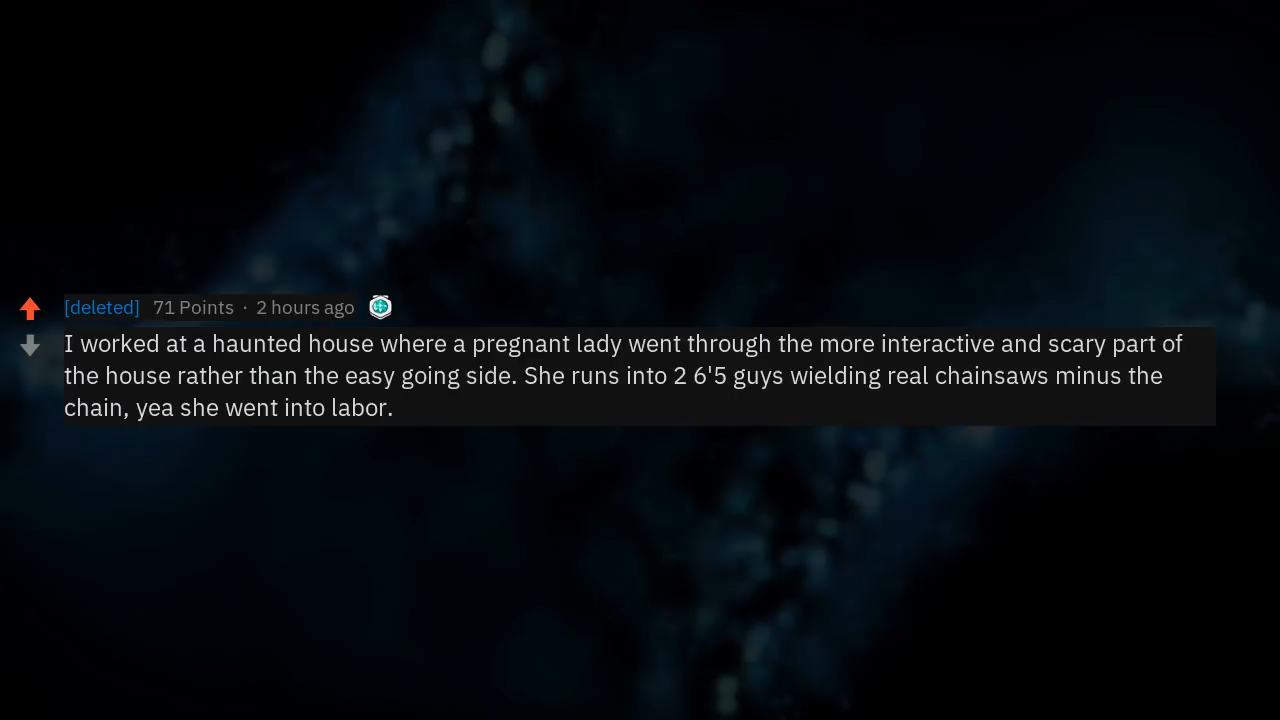 [deleted] 71 Points · 2 hours ago
I worked at a haunted house where a pregnant lady went through the more interactive and scary part of
the house rather than the easy going side. She runs into 2 6'5 guys wielding real chainsaws minus the
chain, yea she went into labor.